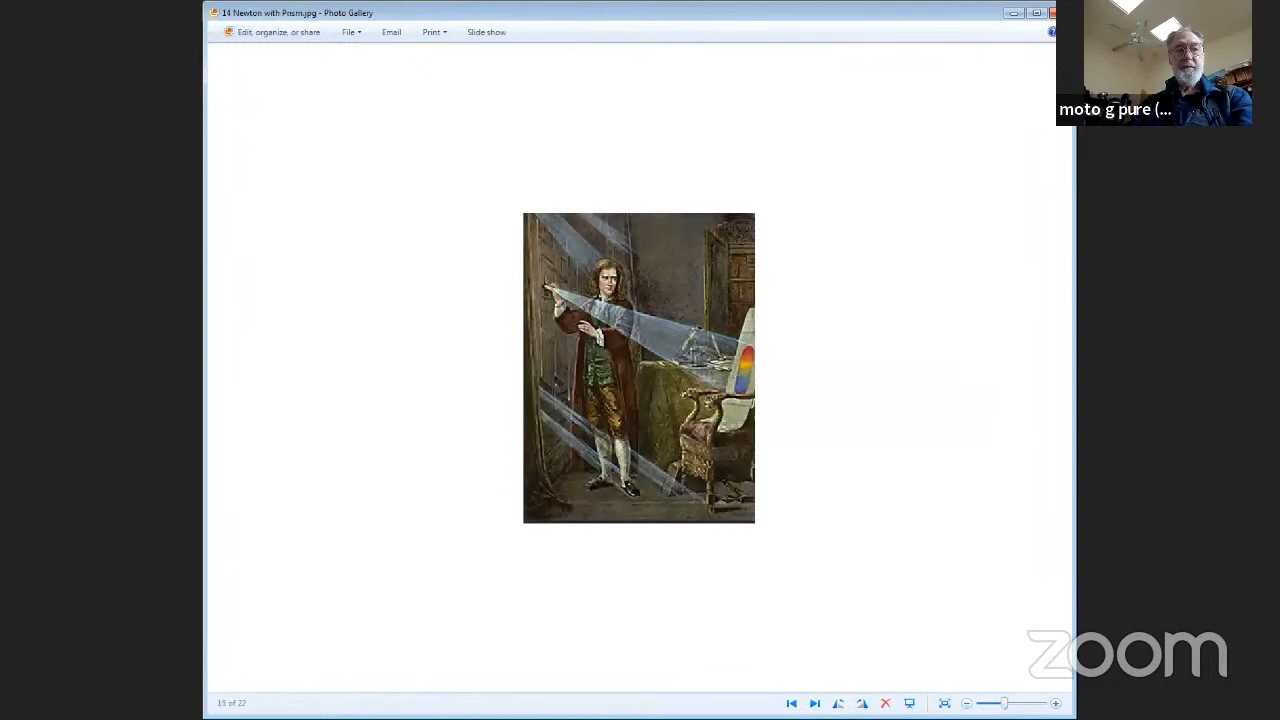 14 Newton with Prism.jpg - Photo Gallery
Edit, organize, or share File Email Print Slide show
moto g pure (...
zoom
15 of 22